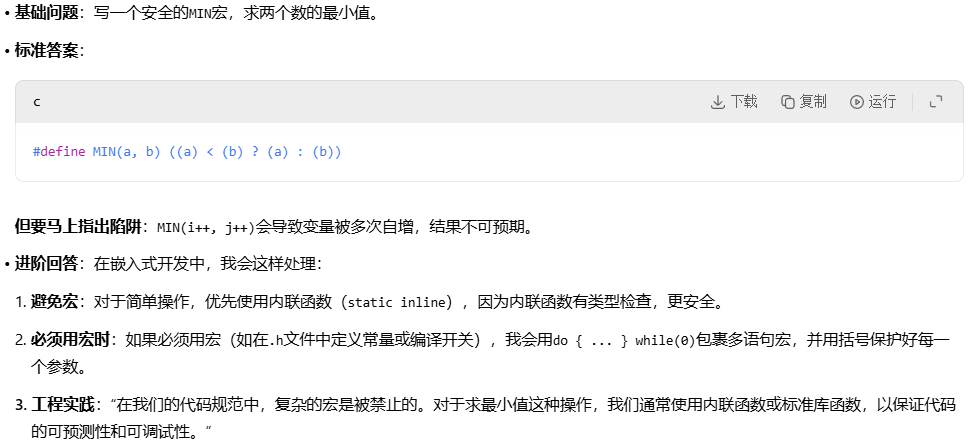 • 基础问题：写一个安全的MIN宏，求两个数的最小值。
• 标准答案：
c 下载 复制 运行
#define MIN(a, b) ((a) < (b) ? (a) : (b))
但要马上指出陷阱：MIN(i++, j++)会导致变量被多次自增，结果不可预期。
• 进阶回答：在嵌入式开发中，我会这样处理：
1. 避免宏：对于简单操作，优先使用内联函数（static inline），因为内联函数有类型检查，更安全。
2. 必须用宏时：如果必须用宏（如在.h文件中定义常量或编译开关），我会用do { ... } while(0)包裹多语句宏，并用括号保护好每一
个参数。
3. 工程实践：“在我们的代码规范中，复杂的宏是被禁止的。对于求最小值这种操作，我们通常使用内联函数或标准库函数，以保证代码
的可预测性和可调试性。”